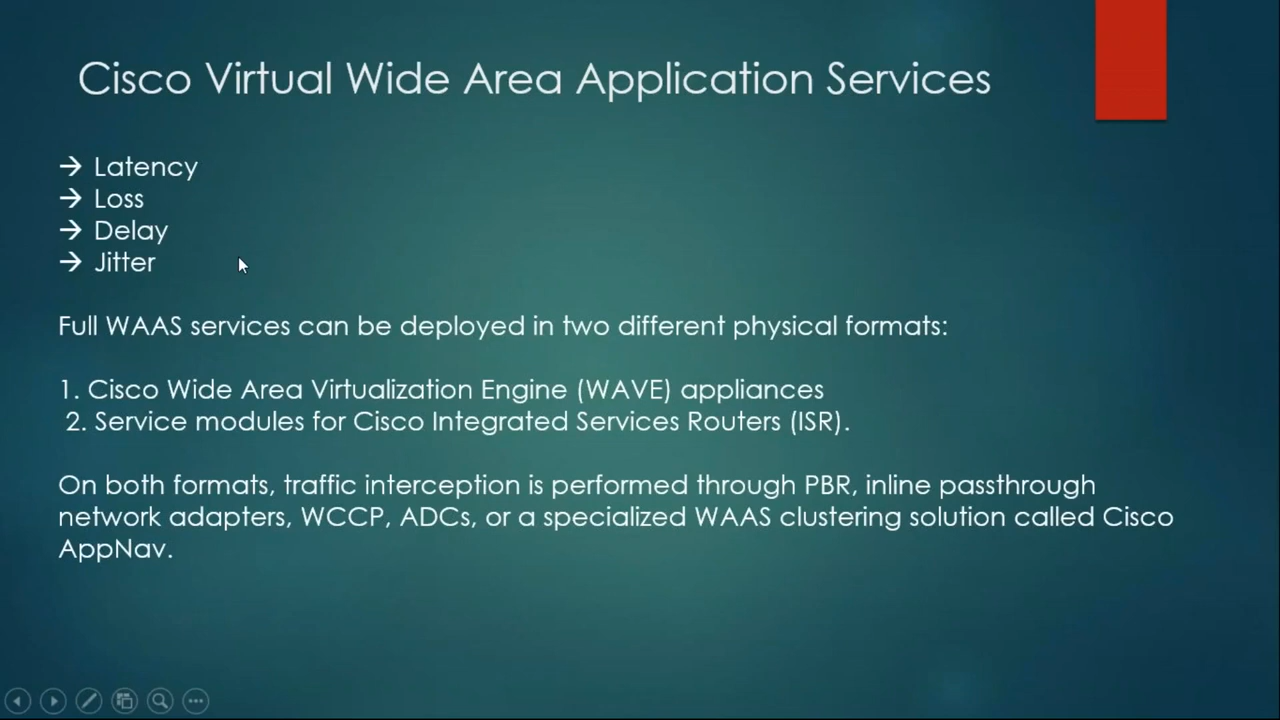 Cisco Virtual Wide Area Application Services
→ Latency
→ Loss
→ Delay
→ Jitter
Full WAAS services can be deployed in two different physical formats:
1. Cisco Wide Area Virtualization Engine (WAVE) appliances
2. Service modules for Cisco Integrated Services Routers (ISR).
On both formats, traffic interception is performed through PBR, inline passthrough
network adapters, WCCP, ADCs, or a specialized WAAS clustering solution called Cisco
AppNav.